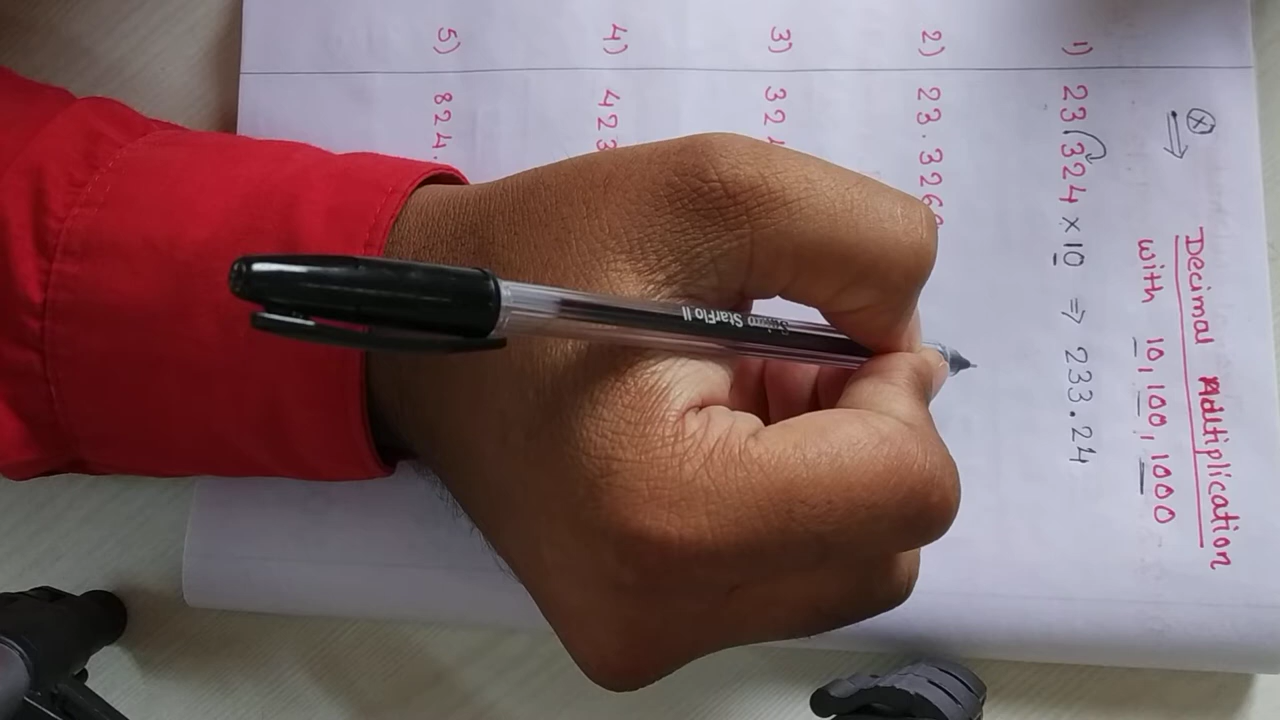 Decimal Multiplication
with 10, 100, 1000
1) 23.324 × 10 ⇒ 233.24
2) 23.326
3) 32
4) 423
5) 824.
StarFlo II